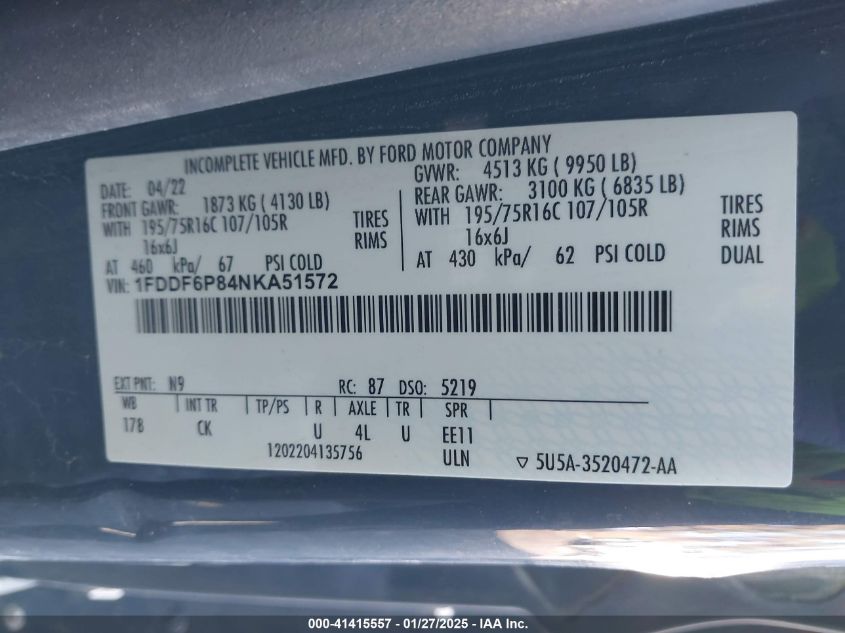 INCOMPLETE VEHICLE MFD. BY FORD MOTOR COMPANY
DATE: 04/22
FRONT GAWR: 1873 KG ( 4130 LB)
WITH 195/75R16C 107/105R TIRES
16x6J RIMS
AT 460 kPa/ 67 PSI COLD
GVWR: 4513 KG ( 9950 LB)
REAR GAWR: 3100 KG ( 6835 LB)
WITH 195/75R16C 107/105R TIRES
16x6J RIMS
AT 430 kPa/ 62 PSI COLD DUAL
VIN: 1FDDF6P84NKA51572
EXT PNT: N9 RC: 87 DSO: 5219
WB INT TR TP/PS R AXLE TR SPR
178 CK U 4L U EE11
1202204135756 ULN ▽ 5U5A-3520472-AA
000-41415557 - 01/27/2025 - IAA Inc.